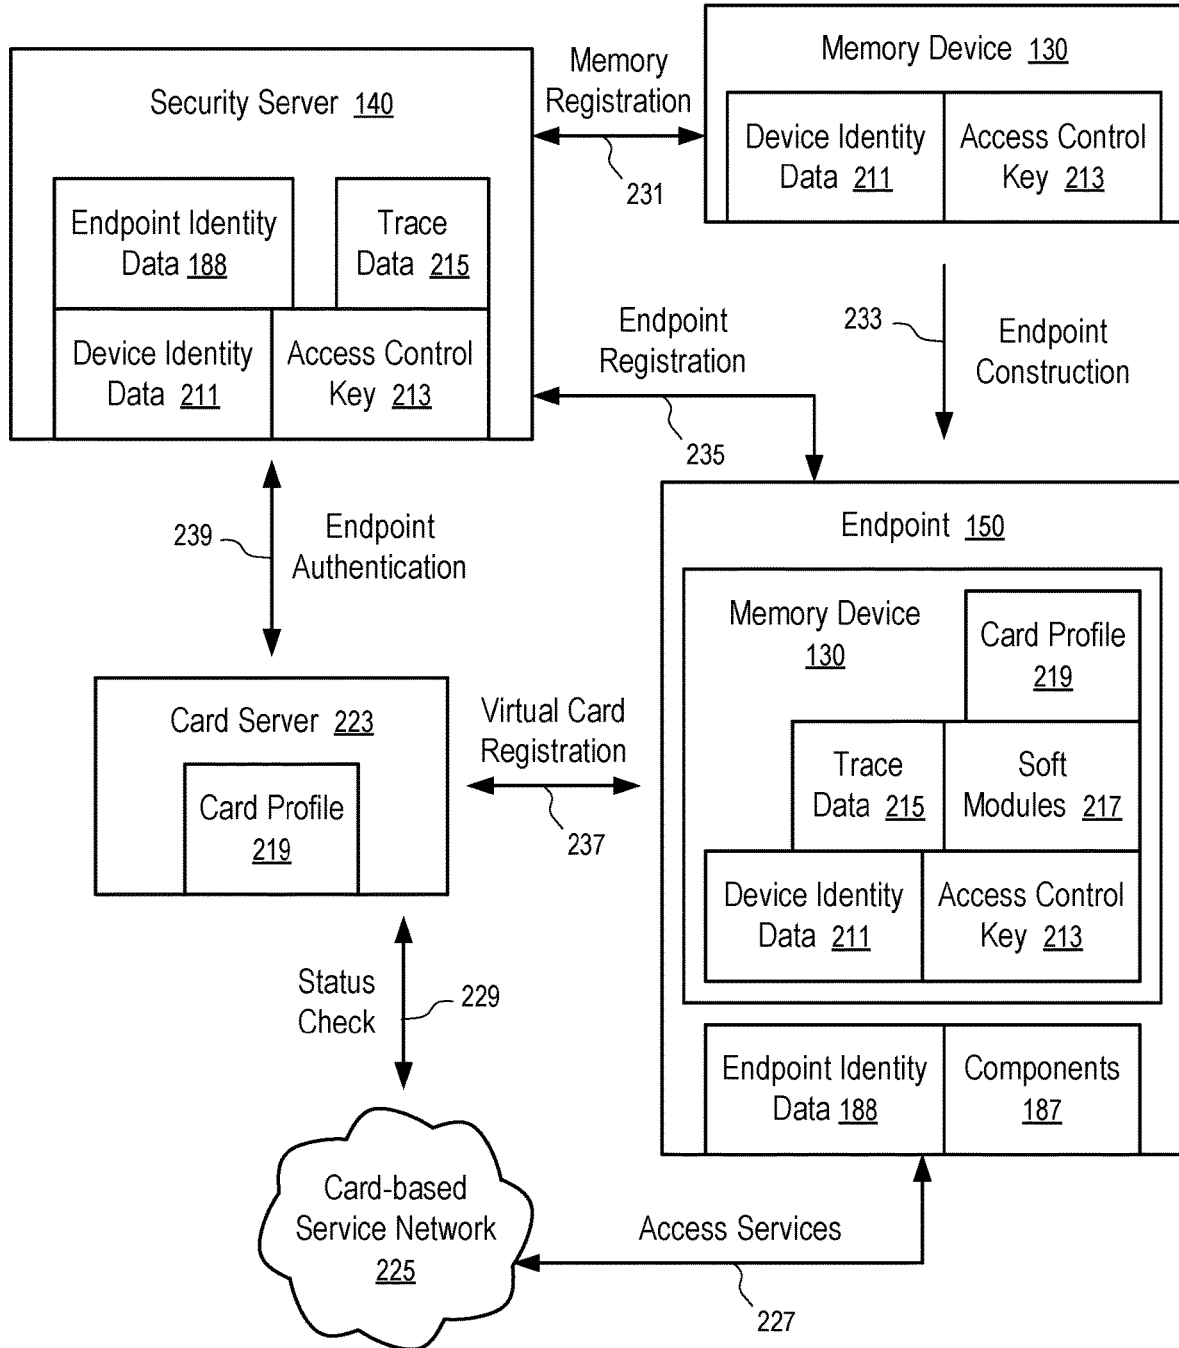 Memory Device 130
Device Identity
Data 211
Access Control
Key 213
Memory
Registration
231
Security Server 140
Endpoint Identity
Data 188
Trace
Data 215
Device Identity
Data 211
Access Control
Key 213
Endpoint
Registration
235
233
Endpoint
Construction
239
Endpoint
Authentication
Endpoint 150
Memory Device
130
Card Profile
219
Trace
Data 215
Soft
Modules 217
Device Identity
Data 211
Access Control
Key 213
Endpoint Identity
Data 188
Components
187
Card Server 223
Card Profile
219
Virtual Card
Registration
237
Status
Check
229
Card-based
Service Network
225
Access Services
227